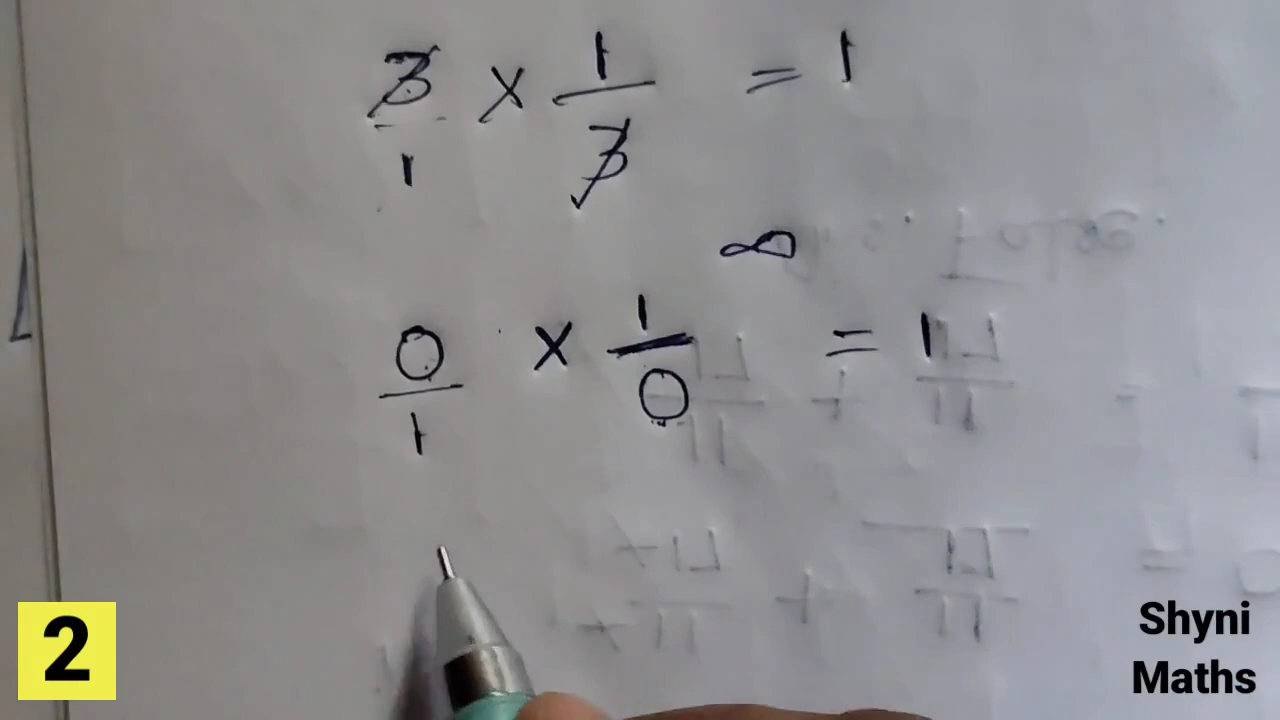 3/1 × 1/3 = 1
∞
0/1 × 1/0 = 1
2
Shyni
Maths